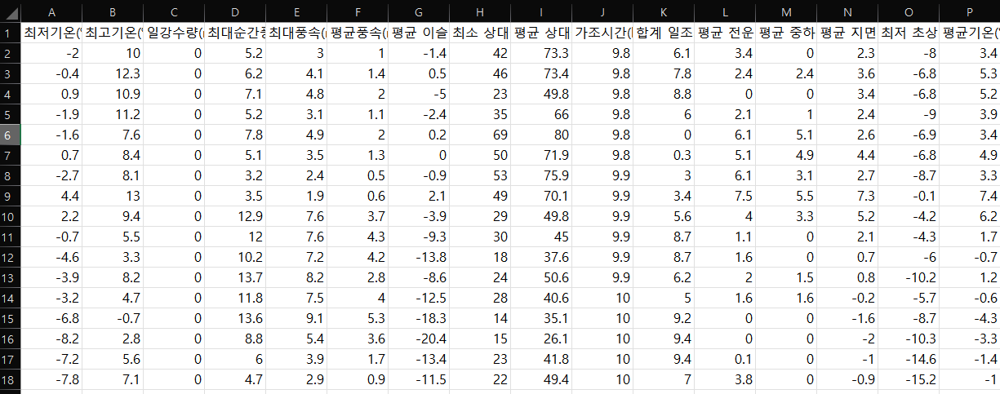 A B C D E F G H I J K L M N O P
1 최저기온(' 최고기온(' 일강수량(r 최대순간풍 최대풍속(r 평균풍속(r 평균 이슬 최소 상대 평균 상대 가조시간(l 합계 일조 평균 전운 평균 중하 평균 지면 최저 초상 평균기온('
2 -2 10 0 5.2 3 1 -1.4 42 73.3 9.8 6.1 3.4 0 2.3 -8 3.4
3 -0.4 12.3 0 6.2 4.1 1.4 0.5 46 73.4 9.8 7.8 2.4 2.4 3.6 -6.8 5.3
4 0.9 10.9 0 7.1 4.8 2 -5 23 49.8 9.8 8.8 0 0 3.4 -6.8 5.2
5 -1.9 11.2 0 5.2 3.1 1.1 -2.4 35 66 9.8 6 2.1 1 2.4 -9 3.9
6 -1.6 7.6 0 7.8 4.9 2 0.2 69 80 9.8 0 6.1 5.1 2.6 -6.9 3.4
7 0.7 8.4 0 5.1 3.5 1.3 0 50 71.9 9.8 0.3 5.1 4.9 4.4 -6.8 4.9
8 -2.7 8.1 0 3.2 2.4 0.5 -0.9 53 75.9 9.9 3 6.1 3.1 2.7 -8.7 3.3
9 4.4 13 0 3.5 1.9 0.6 2.1 49 70.1 9.9 3.4 7.5 5.5 7.3 -0.1 7.4
10 2.2 9.4 0 12.9 7.6 3.7 -3.9 29 49.8 9.9 5.6 4 3.3 5.2 -4.2 6.2
11 -0.7 5.5 0 12 7.6 4.3 -9.3 30 45 9.9 8.7 1.1 0 2.1 -4.3 1.7
12 -4.6 3.3 0 10.2 7.2 4.2 -13.8 18 37.6 9.9 8.7 1.6 0 0.7 -6 -0.7
13 -3.9 8.2 0 13.7 8.2 2.8 -8.6 24 50.6 9.9 6.2 2 1.5 0.8 -10.2 1.2
14 -3.2 4.7 0 11.8 7.5 4 -12.5 28 40.6 10 5 1.6 1.6 -0.2 -5.7 -0.6
15 -6.8 -0.7 0 13.6 9.1 5.3 -18.3 14 35.1 10 9.2 0 0 -1.6 -8.7 -4.3
16 -8.2 2.8 0 8.8 5.4 3.6 -20.4 15 26.1 10 9.4 0 0 -2 -10.3 -3.3
17 -7.2 5.6 0 6 3.9 1.7 -13.4 23 41.8 10 9.4 0.1 0 -1 -14.6 -1.4
18 -7.8 7.1 0 4.7 2.9 0.9 -11.5 22 49.4 10 7 3.8 0 -0.9 -15.2 -1